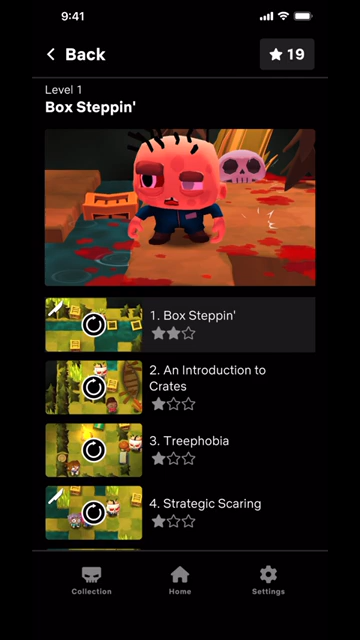 9:41
Back
19
Level 1
Box Steppin'
1. Box Steppin'
2. An Introduction to
Crates
3. Treephobia
4. Strategic Scaring
Collection
Home
Settings